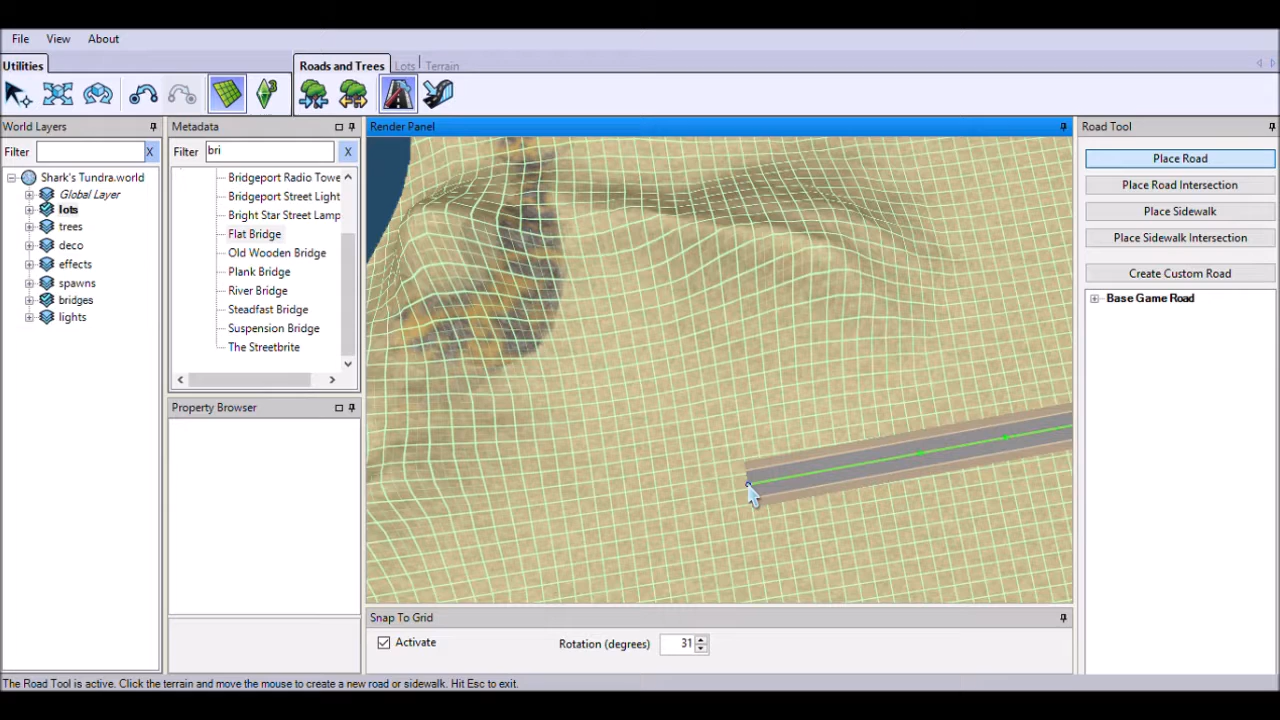 File View About
Utilities
Roads and Trees Lots Terrain
World Layers
Filter X
Shark's Tundra.world
Global Layer
lots
trees
deco
effects
spawns
bridges
lights
Metadata
Filter bri X
Bridgeport Radio Towe
Bridgeport Street Light
Bright Star Street Lamp
Flat Bridge
Old Wooden Bridge
Plank Bridge
River Bridge
Steadfast Bridge
Suspension Bridge
The Streetbrite
Property Browser
Render Panel
Snap To Grid
Activate Rotation (degrees) 31
Road Tool
Place Road
Place Road Intersection
Place Sidewalk
Place Sidewalk Intersection
Create Custom Road
Base Game Road
The Road Tool is active. Click the terrain and move the mouse to create a new road or sidewalk. Hit Esc to exit.